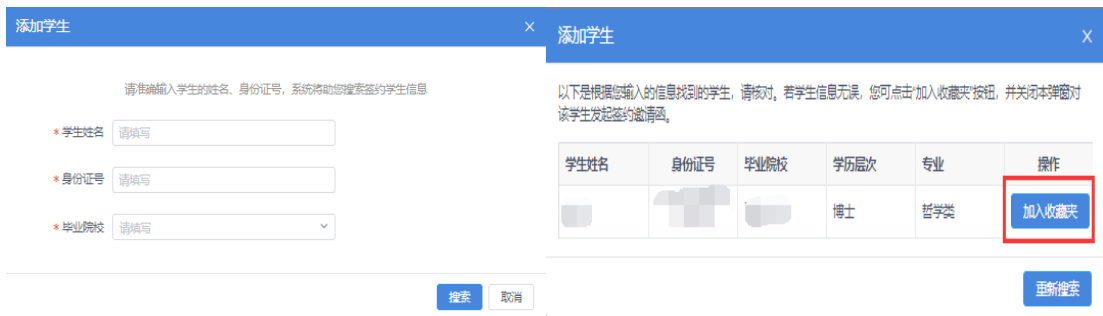 添加学生
请准确输入学生的姓名、身份证号，系统将助您搜索签约学生信息
* 学生姓名 请填写
* 身份证号 请填写
* 毕业院校 请填写
搜索 取消
添加学生
以下是根据您输入的信息找到的学生，请核对。若学生信息无误，您可点击“加入收藏夹”按钮，并关闭本弹窗对
该学生发起签约邀请函。
学生姓名 身份证号 毕业院校 学历层次 专业 操作
博士 哲学类 加入收藏夹
重新搜索